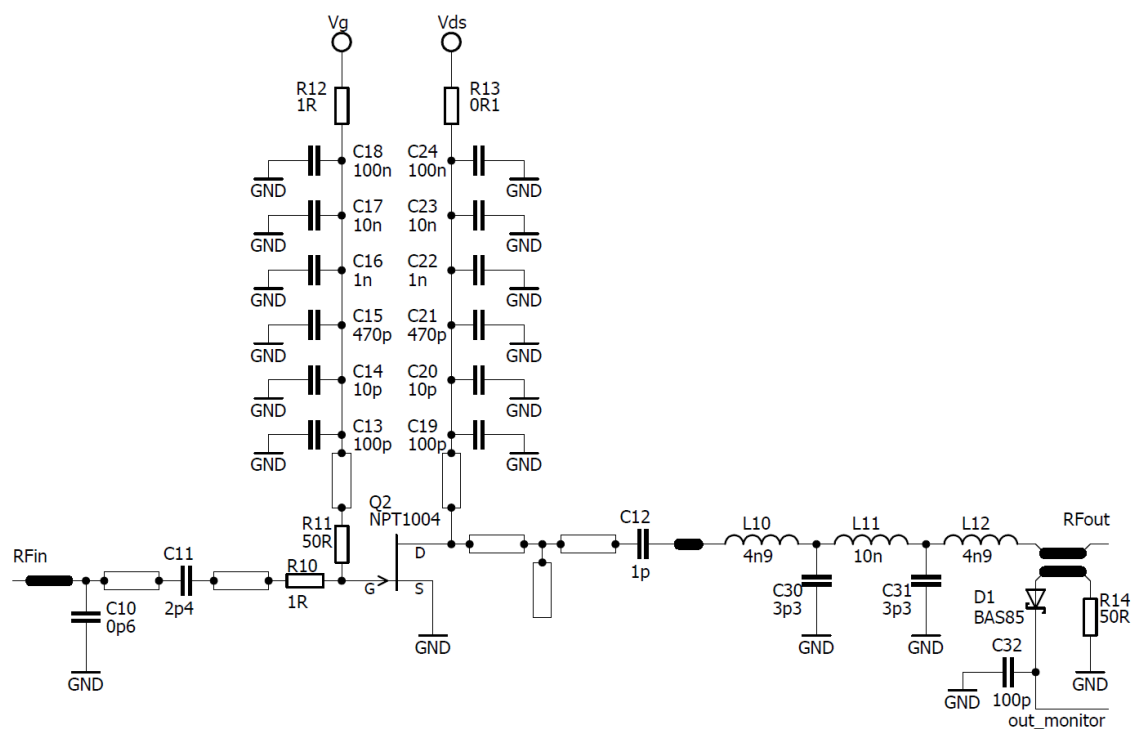 Vg
Vds
R12
1R
R13
0R1
C18
100n
C24
100n
GND
GND
C17
10n
C23
10n
GND
GND
C16
1n
C22
1n
GND
GND
C15
470p
C21
470p
GND
GND
C14
10p
C20
10p
GND
GND
C13
100p
C19
100p
GND
GND
Q2
NPT1004
R11
50R
D
G
S
GND
RFin
C11
2p4
R10
1R
C10
0p6
GND
C12
1p
L10
4n9
L11
10n
L12
4n9
RFout
C30
3p3
GND
C31
3p3
GND
D1
BAS85
R14
50R
C32
100p
GND
GND
out_monitor